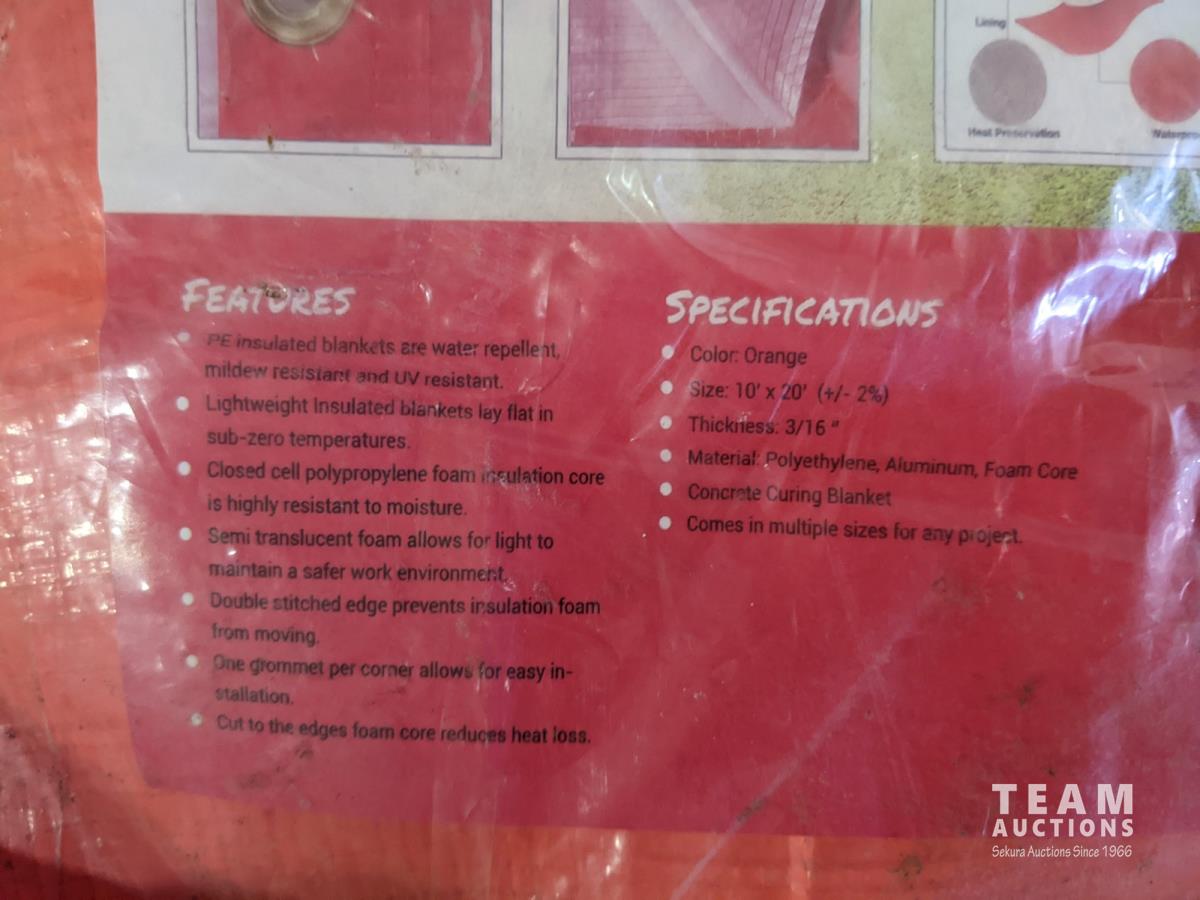 Lining
Heat Preservation
FEATURES
PE insulated blankets are water repellent,
mildew resistant and UV resistant.
Lightweight Insulated blankets lay flat in
sub-zero temperatures.
Closed cell polypropylene foam insulation core
is highly resistant to moisture.
Semi translucent foam allows for light to
maintain a safer work environment.
Double stitched edge prevents insulation foam
from moving.
One grommet per corner allows for easy in-
stallation.
Cut to the edges foam core reduces heat loss.
SPECIFICATIONS
Color: Orange
Size: 10' x 20' (+/- 2%)
Thickness: 3/16 "
Material: Polyethylene, Aluminum, Foam Core
Concrete Curing Blanket
Comes in multiple sizes for any project.
TEAM
AUCTIONS
Sekura Auctions Since 1966